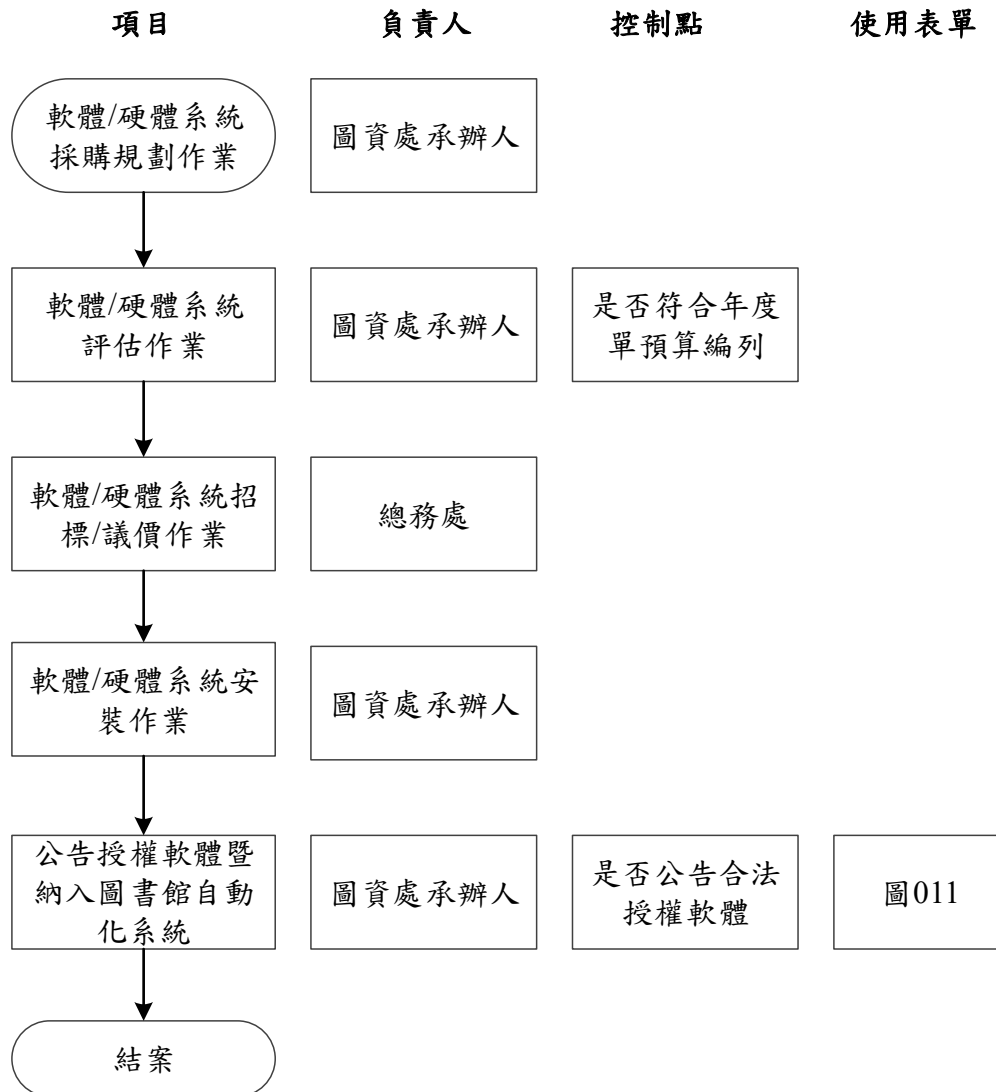 項目 負責人 控制點 使用表單
軟體/硬體系統
採購規劃作業
圖資處承辦人
軟體/硬體系統
評估作業
圖資處承辦人
是否符合年度
單預算編列
軟體/硬體系統招
標/議價作業
總務處
軟體/硬體系統安
裝作業
圖資處承辦人
公告授權軟體暨
納入圖書館自動
化系統
圖資處承辦人
是否公告合法
授權軟體
圖011
結案